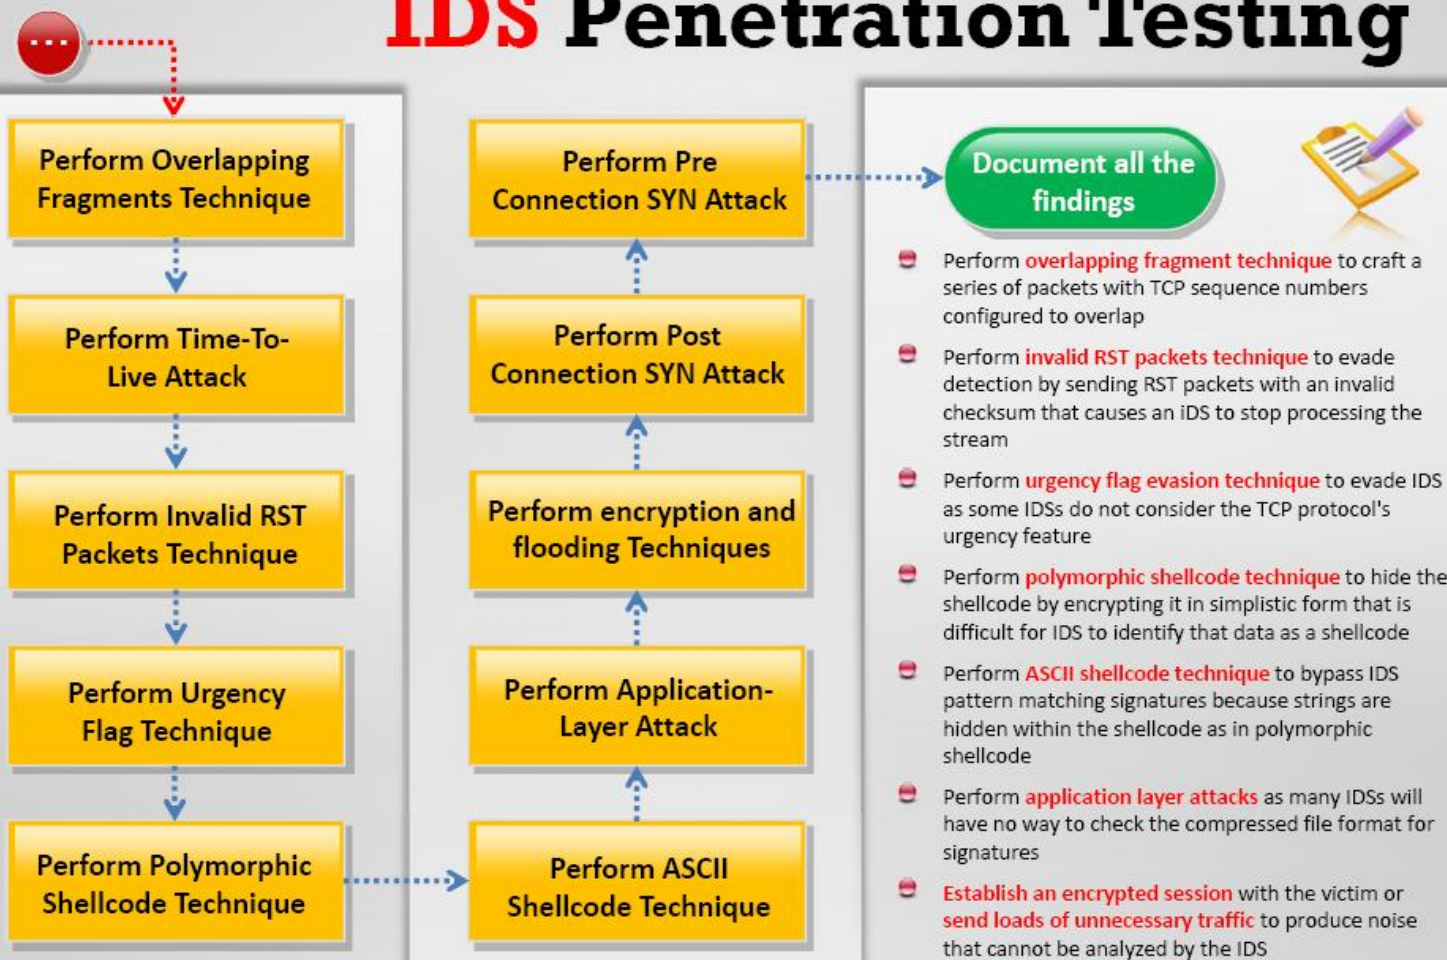 IDS Penetration Testing
Perform Overlapping
Fragments Technique
Perform Time-To-
Live Attack
Perform Invalid RST
Packets Technique
Perform Urgency
Flag Technique
Perform Polymorphic
Shellcode Technique
Perform ASCII
Shellcode Technique
Perform Application-
Layer Attack
Perform encryption and
flooding Techniques
Perform Post
Connection SYN Attack
Perform Pre
Connection SYN Attack
Document all the
findings
Perform overlapping fragment technique to craft a
series of packets with TCP sequence numbers
configured to overlap
Perform invalid RST packets technique to evade
detection by sending RST packets with an invalid
checksum that causes an iDS to stop processing the
stream
Perform urgency flag evasion technique to evade IDS
as some IDSs do not consider the TCP protocol's
urgency feature
Perform polymorphic shellcode technique to hide the
shellcode by encrypting it in simplistic form that is
difficult for IDS to identify that data as a shellcode
Perform ASCII shellcode technique to bypass IDS
pattern matching signatures because strings are
hidden within the shellcode as in polymorphic
shellcode
Perform application layer attacks as many IDSs will
have no way to check the compressed file format for
signatures
Establish an encrypted session with the victim or
send loads of unnecessary traffic to produce noise
that cannot be analyzed by the IDS